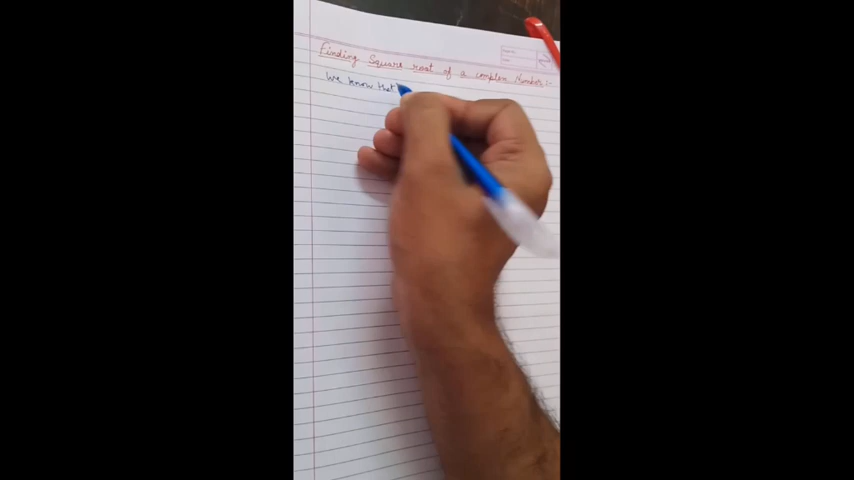 Finding Square root of a complex Number :-
We know that